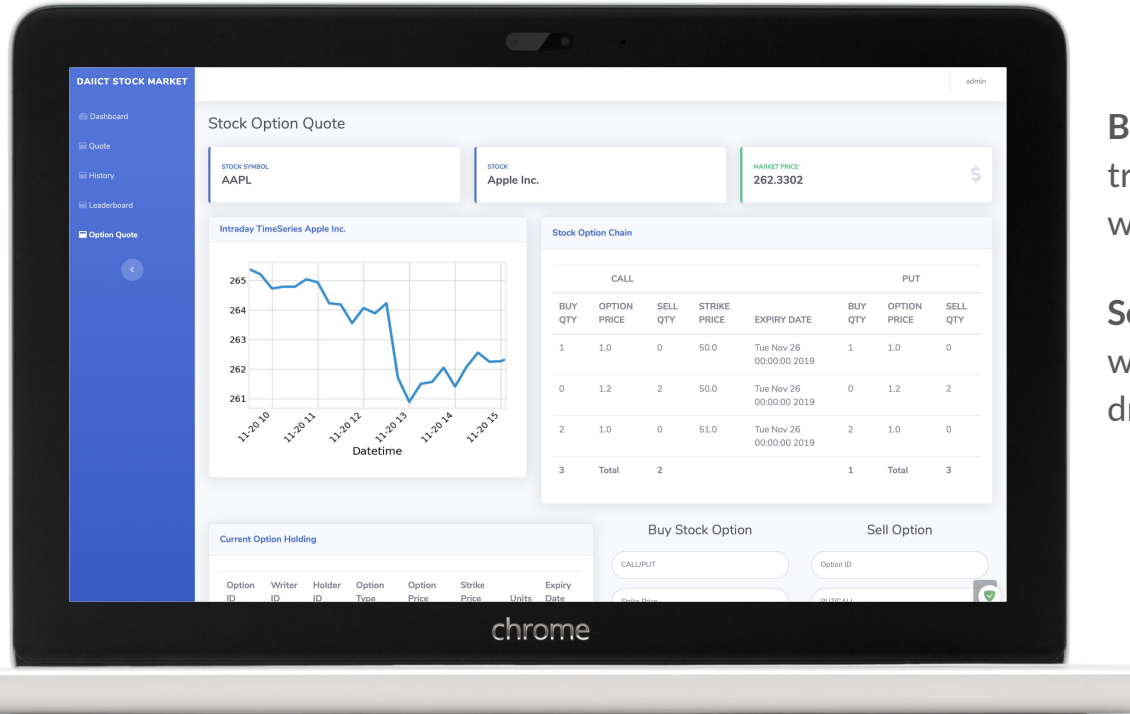 DAIICT STOCK MARKET
admin
Dashboard
Quote
History
Leaderboard
Option Quote
Stock Option Quote
STOCK SYMBOL
AAPL
STOCK
Apple Inc.
MARKET PRICE
262.3302
$
Intraday TimeSeries Apple Inc.
265
264
263
262
261
11-20 10
11-20 11
11-20 12
11-20 13
11-20 14
11-20 15
Datetime
Stock Option Chain
CALL PUT
BUY QTY OPTION PRICE SELL QTY STRIKE PRICE EXPIRY DATE BUY QTY OPTION PRICE SELL QTY
1 1.0 0 50.0 Tue Nov 26 00:00:00 2019 1 1.0 0
0 1.2 2 50.0 Tue Nov 26 00:00:00 2019 0 1.2 2
2 1.0 0 51.0 Tue Nov 26 00:00:00 2019 2 1.0 0
3 Total 2 1 Total 3
Current Option Holding
Option ID Writer ID Holder ID Option Type Option Price Strike Price Units Expiry Date
Buy Stock Option
CALL/PUT
Strike Price
Sell Option
Option ID
PUT/CALL
chrome